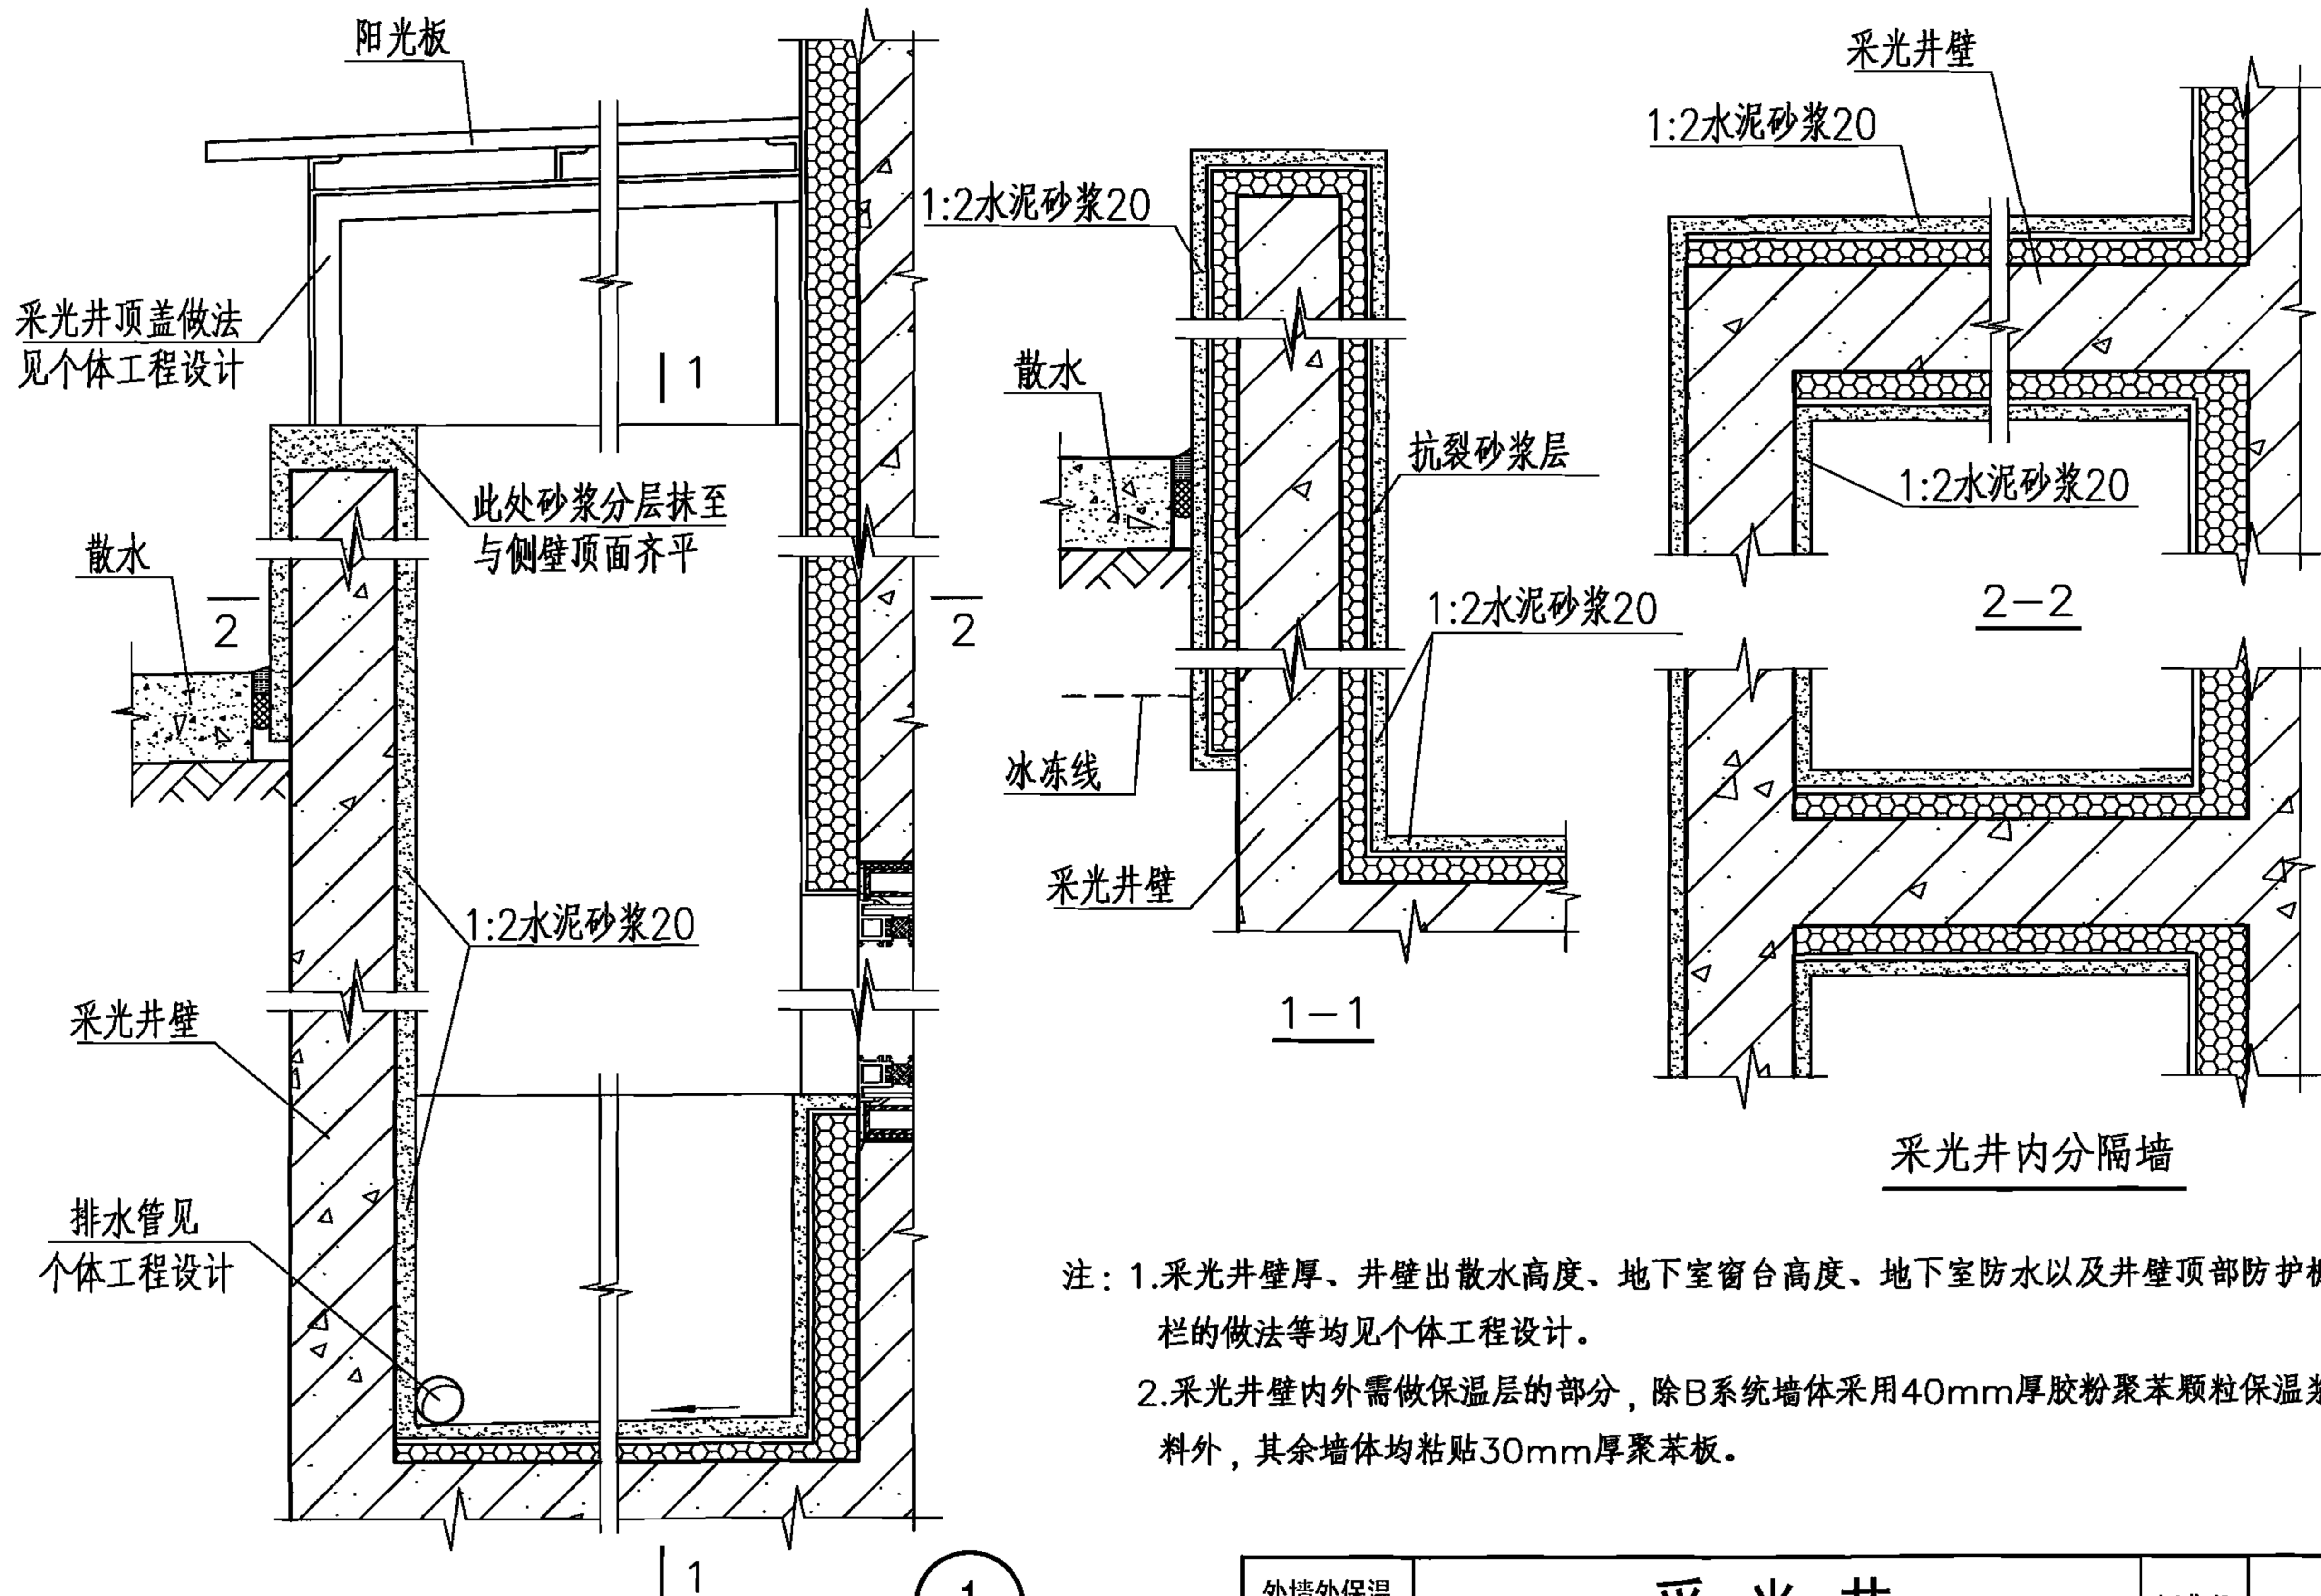 阳光板
采光井顶盖做法
见个体工程设计
1
此处砂浆分层抹至
与侧壁顶面齐平
散水
2
2
1:2水泥砂浆20
采光井壁
排水管见
个体工程设计
1
1
1:2水泥砂浆20
散水
抗裂砂浆层
1:2水泥砂浆20
冰冻线
采光井壁
1-1
采光井壁
1:2水泥砂浆20
1:2水泥砂浆20
2-2
采光井内分隔墙
注：1.采光井壁厚、井壁出散水高度、地下室窗台高度、地下室防水以及井壁顶部防护
栏的做法等均见个体工程设计。
2.采光井壁内外需做保温层的部分，除B系统墙体采用40mm厚胶粉聚苯颗粒保温浆
料外，其余墙体均粘贴30mm厚聚苯板。
外墙外保温
采光井